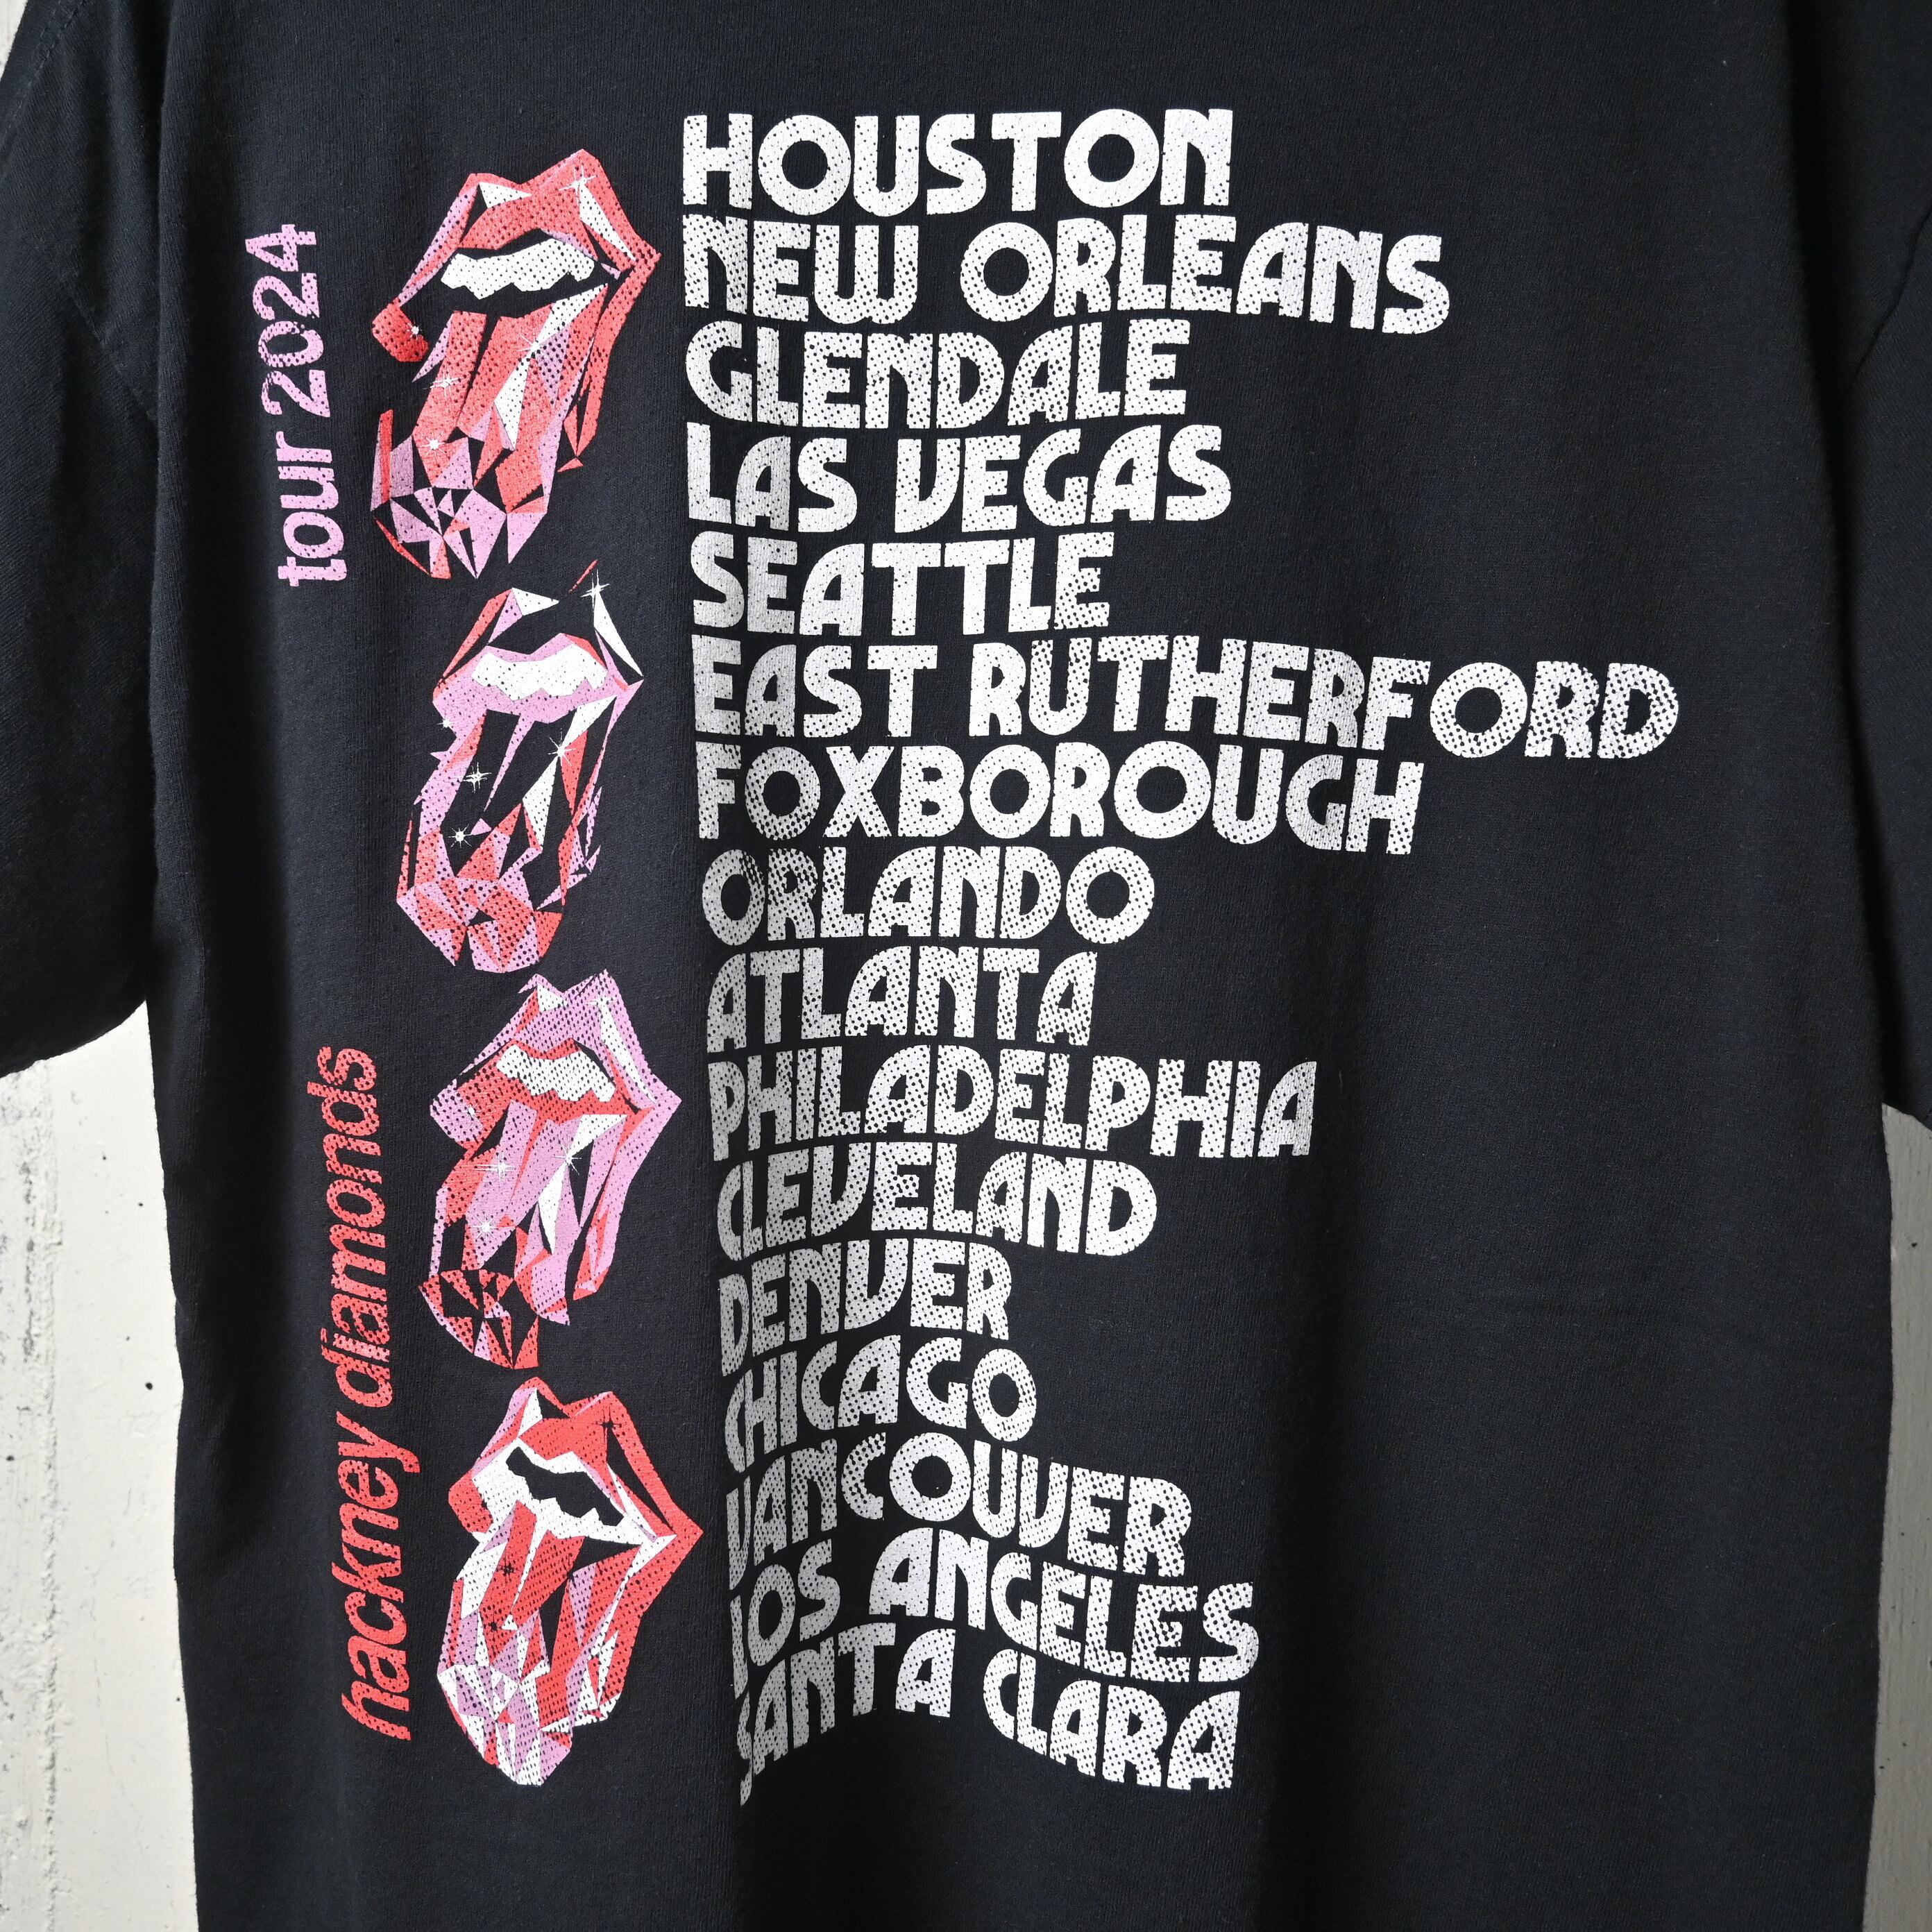 tour 2024
hackney diamonds
HOUSTON
NEW ORLEANS
GLENDALE
LAS VEGAS
SEATTLE
EAST RUTHERFORD
FOXBOROUGH
ORLANDO
ATLANTA
PHILADELPHIA
CLEVELAND
DENVER
CHICAGO
VANCOUVER
LOS ANGELES
SANTA CLARA